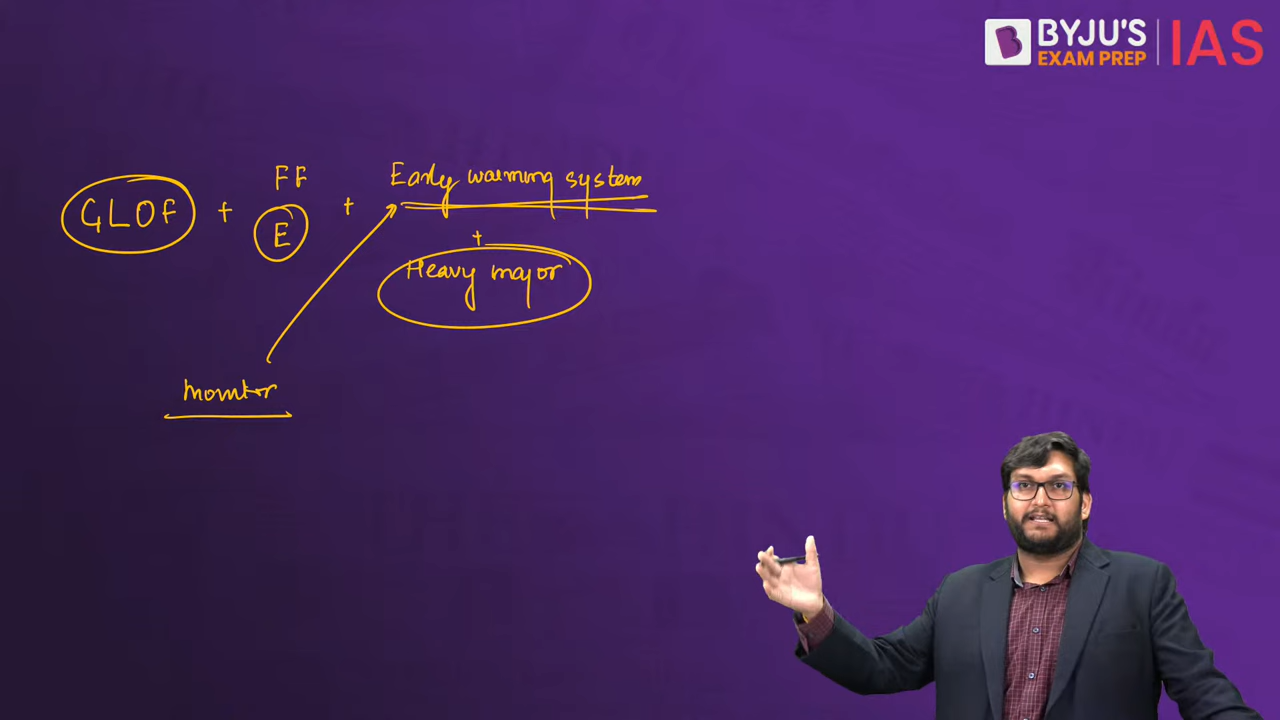 BYJU'S
EXAM PREP
IAS
FF
Early warning system
GLOF + E +
+
Heavy major
monitor